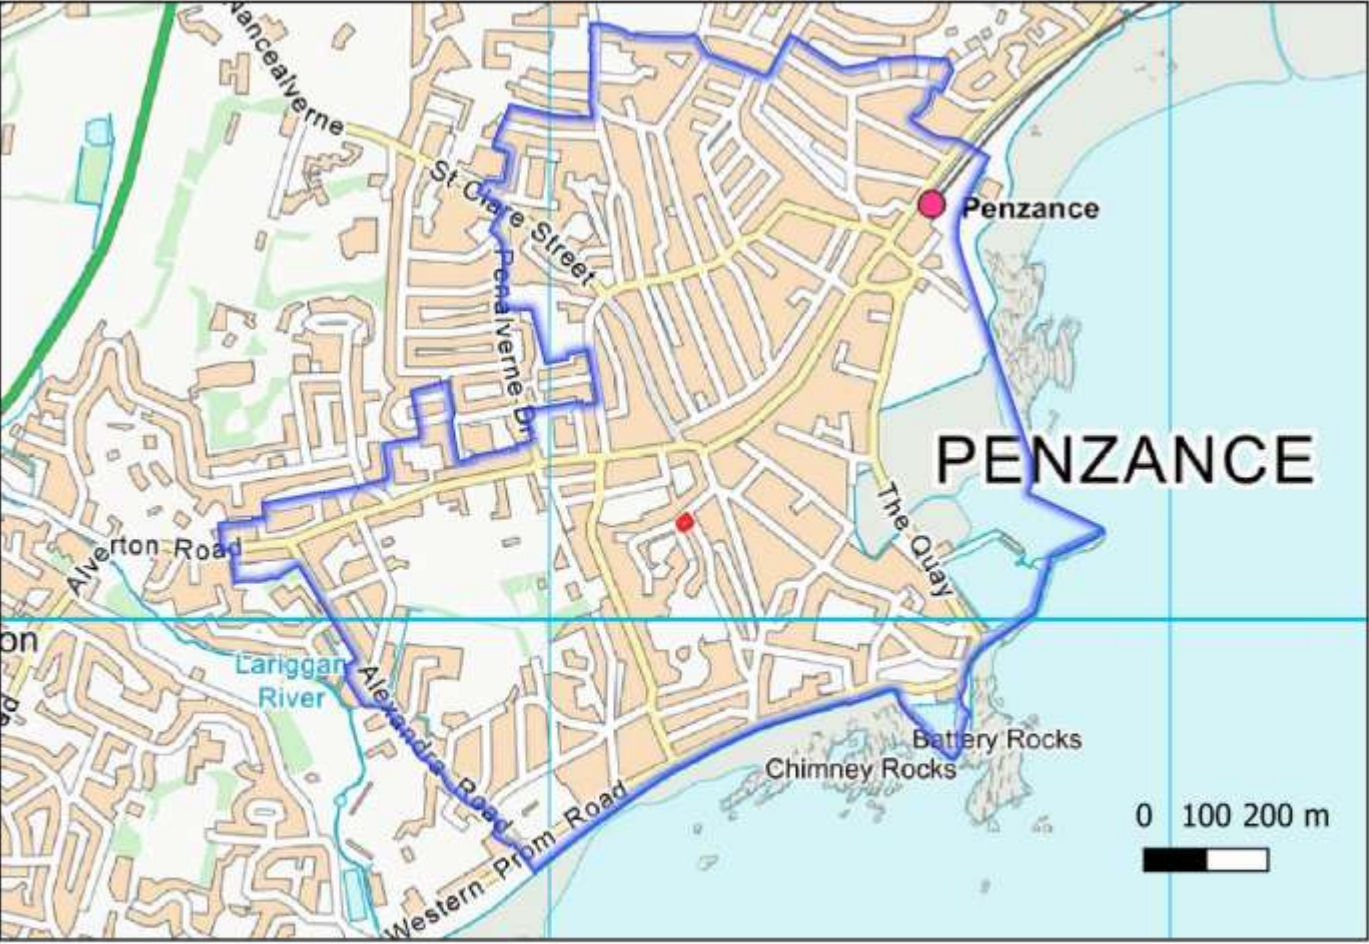 Nancealverne
St Clare Street
Penzance
Penalverne Dr
PENZANCE
The Quay
Alverton Road
on
Lariggan
River
Alexandra Road
Battery Rocks
Chimney Rocks
Western Prom Road
0 100 200 m